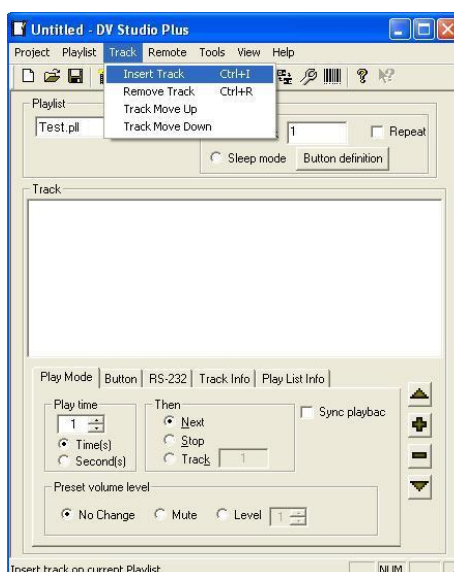 Untitled - DV Studio Plus
Project Playlist Track Remote Tools View Help
Insert Track Ctrl+I
Remove Track Ctrl+R
Track Move Up
Track Move Down
Playlist
Test.pll
1
Repeat
Sleep mode
Button definition
Track
Play Mode Button RS-232 Track Info Play List Info
Play time
1
Time(s)
Second(s)
Then
Next
Stop
Track 1
Sync playbac
Preset volume level
No Change Mute Level 1
Insert track on current Playlist
NUM